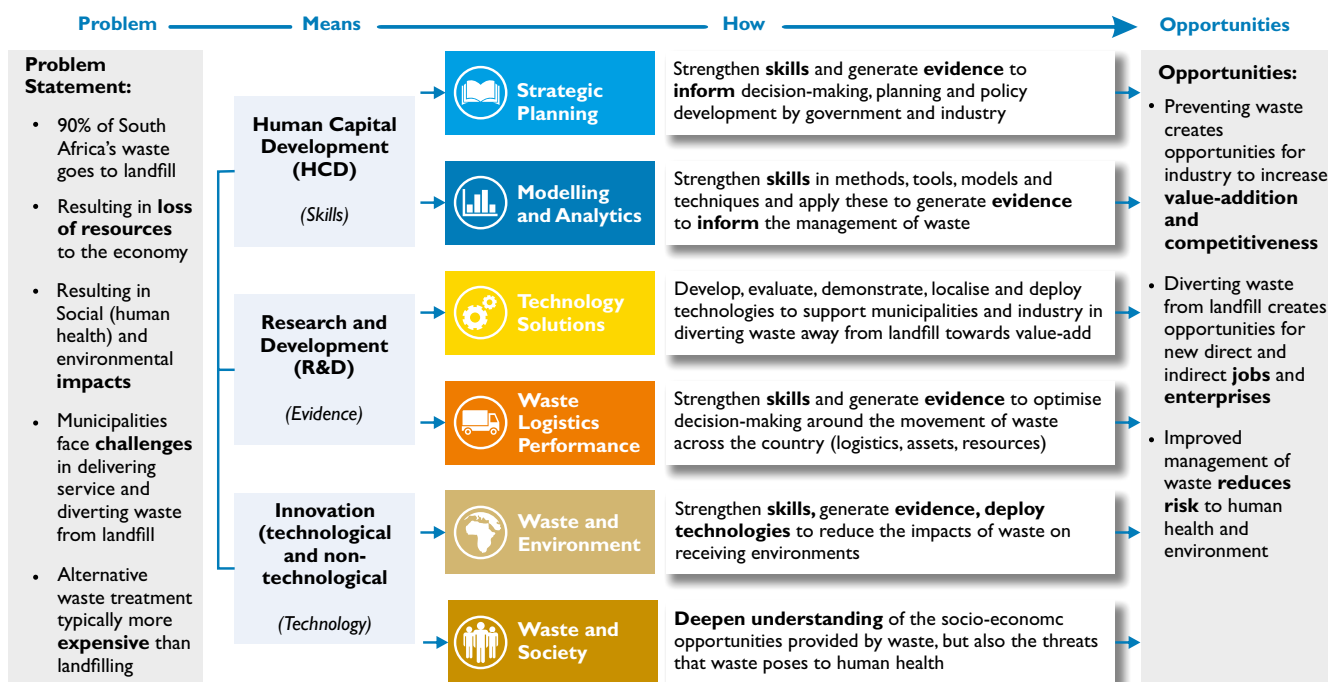 Problem
Means
How
Opportunities
Problem
Statement:
• 90% of South
Africa's waste
goes to landfill
• Resulting in loss
of resources
to the economy
• Resulting in
Social (human
health) and
environmental
impacts
• Municipalities
face challenges
in delivering
service and
diverting waste
from landfill
• Alternative
waste treatment
typically more
expensive than
landfilling
Human Capital
Development
(HCD)
(Skills)
Research and
Development
(R&D)
(Evidence)
Innovation
(technological
and non-
technological
(Technology)
Strategic
Planning
Strengthen skills and generate evidence to
inform decision-making, planning and policy
development by government and industry
Modelling
and Analytics
Strengthen skills in methods, tools, models and
techniques and apply these to generate evidence
to inform the management of waste
Technology
Solutions
Develop, evaluate, demonstrate, localise and deploy
technologies to support municipalities and industry in
diverting waste away from landfill towards value-add
Waste
Logistics
Performance
Strengthen skills and generate evidence to optimise
decision-making around the movement of waste
across the country (logistics, assets, resources)
Waste and
Environment
Strengthen skills, generate evidence, deploy
technologies to reduce the impacts of waste on
receiving environments
Waste and
Society
Deepen understanding of the socio-economc
opportunities provided by waste, but also the threats
that waste poses to human health
Opportunities:
• Preventing waste
creates
opportunities for
industry to increase
value-addition
and
competitiveness
• Diverting waste
from landfill creates
opportunities for
new direct and
indirect jobs and
enterprises
• Improved
management of
waste reduces
risk to human
health and
environment